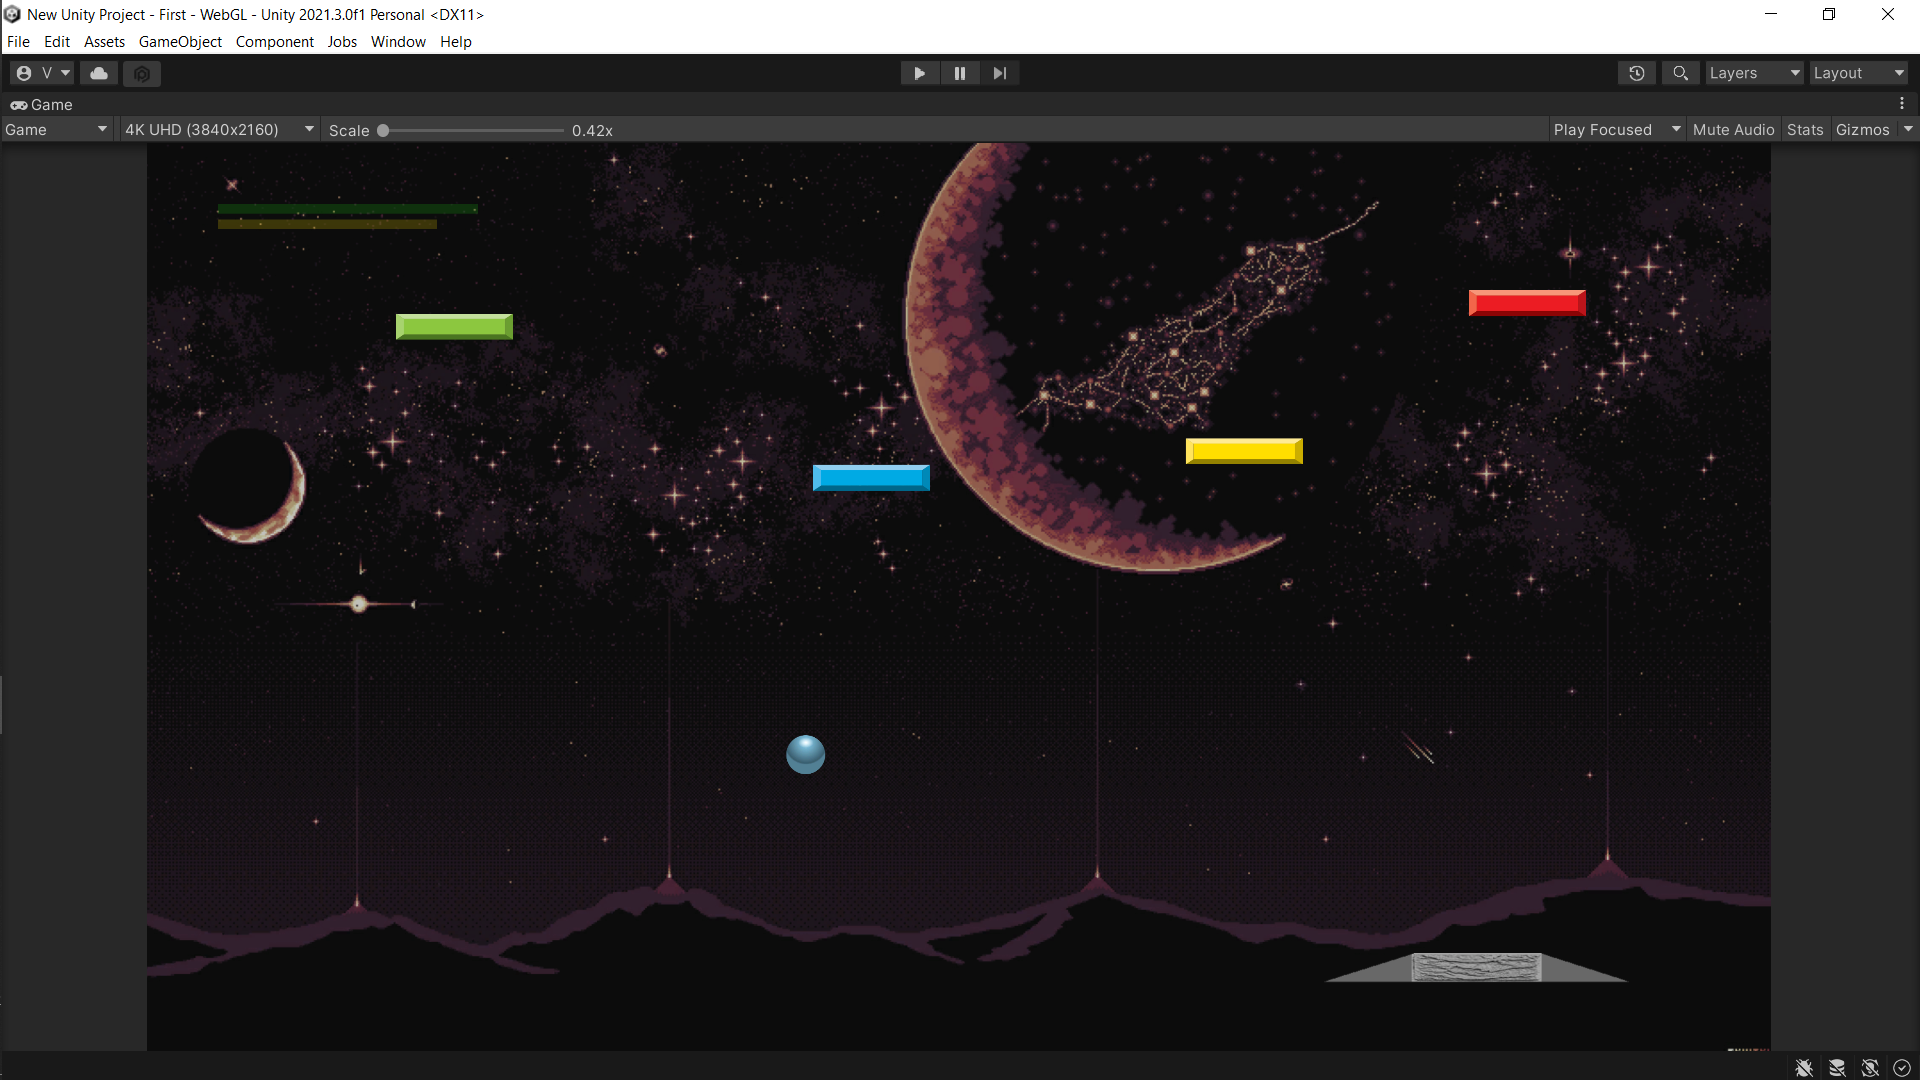 New Unity Project - First - WebGL - Unity 2021.3.0f1 Personal <DX11>
File Edit Assets GameObject Component Jobs Window Help
V Layers Layout
Game
Game 4K UHD (3840x2160) Scale 0.42x Play Focused Mute Audio Stats Gizmos